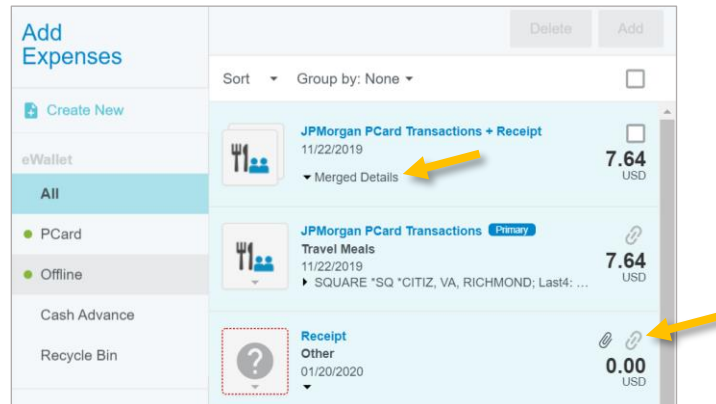 Add
Expenses
Create New
eWallet
All
PCard
Offline
Cash Advance
Recycle Bin
Delete Add
Sort Group by: None
JPMorgan PCard Transactions + Receipt
11/22/2019
Merged Details
7.64
USD
JPMorgan PCard Transactions Primary
Travel Meals
11/22/2019
SQUARE *SQ *CITIZ, VA, RICHMOND; Last4: ...
7.64
USD
Receipt
Other
01/20/2020
0.00
USD